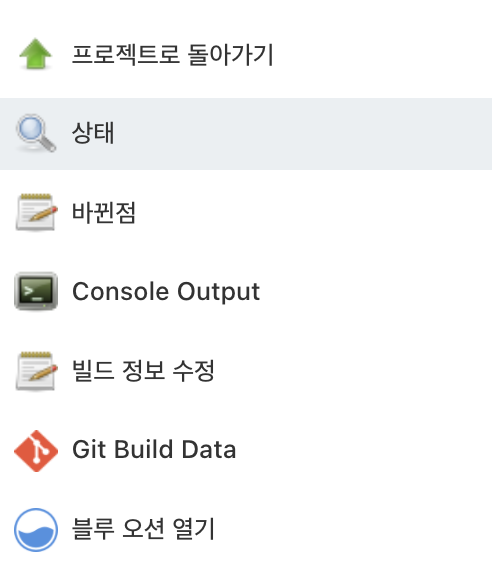 프로젝트로 돌아가기
상태
바뀐점
Console Output
빌드 정보 수정
Git Build Data
블루 오션 열기